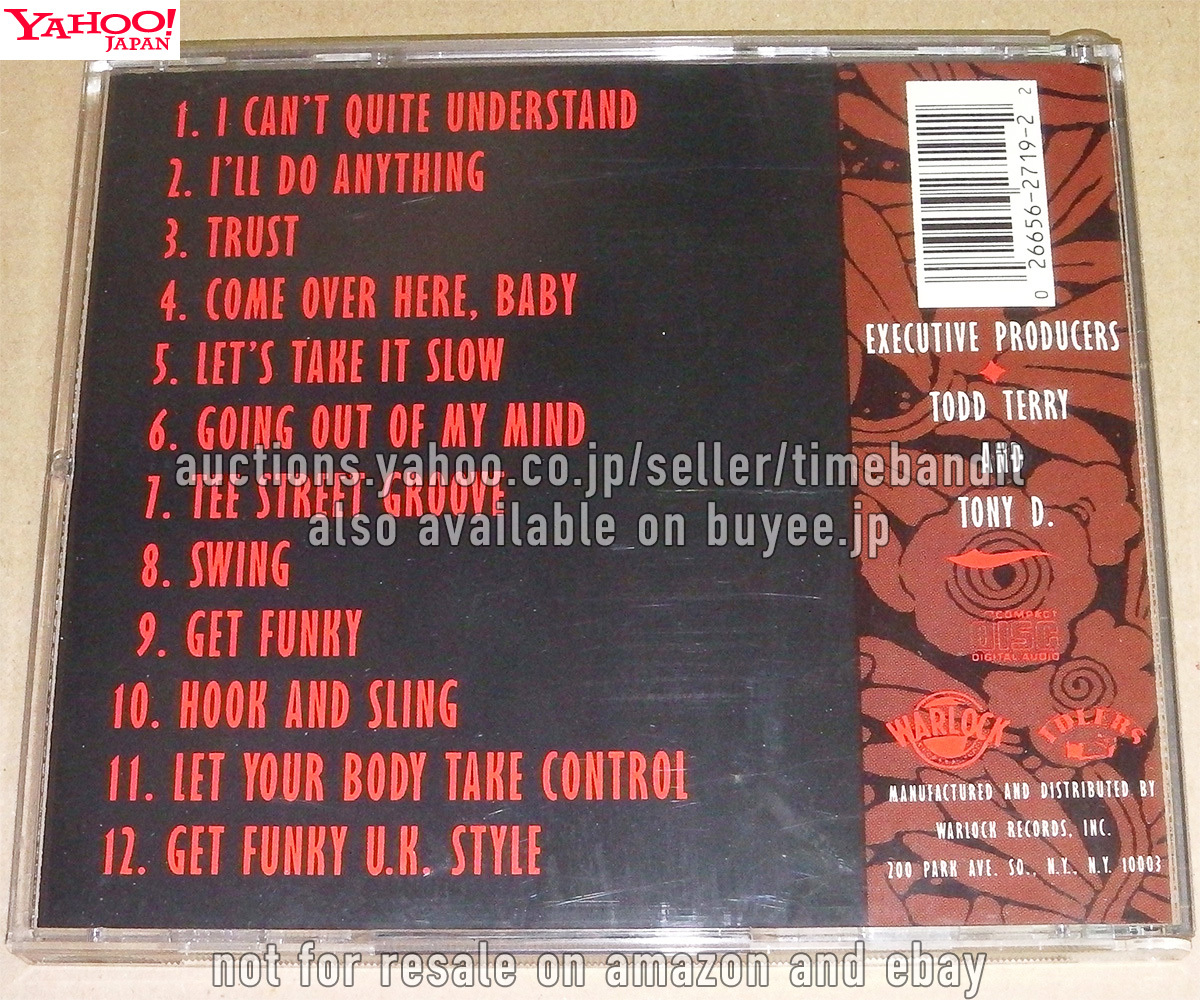 YAHOO!
JAPAN
1. I CAN'T QUITE UNDERSTAND
2. I'LL DO ANYTHING
3. TRUST
4. COME OVER HERE, BABY
5. LET'S TAKE IT SLOW
6. GOING OUT OF MY MIND
7. TEE STREET GROOVE
8. SWING
9. GET FUNKY
10. HOOK AND SLING
11. LET YOUR BODY TAKE CONTROL
12. GET FUNKY U.K. STYLE
auctions.yahoo.co.jp/seller/timebandit
also available on buyee.jp
not for resale on amazon and ebay
0 26656-2719-2 2
EXECUTIVE PRODUCERS
TODD TERRY
AND
TONY D.
COMPACT
DISC
DIGITAL AUDIO
WARLOCK
IDLERS
MANUFACTURED AND DISTRIBUTED BY
WARLOCK RECORDS, INC.
200 PARK AVE. SO., N.Y., N.Y. 10003